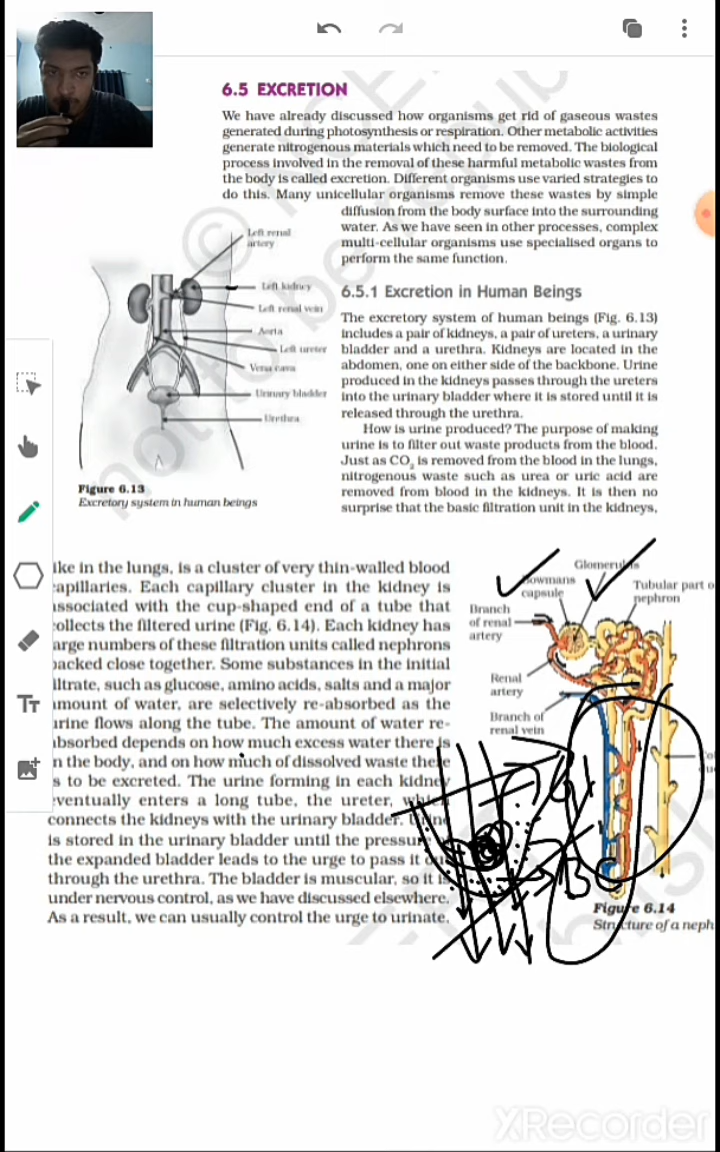 6.5 EXCRETION
We have already discussed how organisms get rid of gaseous wastes
generated during photosynthesis or respiration. Other metabolic activities
generate nitrogenous materials which need to be removed. The biological
process involved in the removal of these harmful metabolic wastes from
the body is called excretion. Different organisms use varied strategies to
do this. Many unicellular organisms remove these wastes by simple
diffusion from the body surface into the surrounding
water. As we have seen in other processes, complex
multi-cellular organisms use specialised organs to
perform the same function.
Left renal
artery
Left kidney
Left renal vein
Aorta
Left ureter
Vena cava
Urinary bladder
Urethra
Figure 6.13
Excretory system in human beings
6.5.1 Excretion in Human Beings
The excretory system of human beings (Fig. 6.13)
includes a pair of kidneys, a pair of ureters, a urinary
bladder and a urethra. Kidneys are located in the
abdomen, one on either side of the backbone. Urine
produced in the kidneys passes through the ureters
into the urinary bladder where it is stored until it is
released through the urethra.
How is urine produced? The purpose of making
urine is to filter out waste products from the blood.
Just as CO₂ is removed from the blood in the lungs,
nitrogenous waste such as urea or uric acid are
removed from blood in the kidneys. It is then no
surprise that the basic filtration unit in the kidneys,
ike in the lungs, is a cluster of very thin-walled blood
apillaries. Each capillary cluster in the kidney is
ssociated with the cup-shaped end of a tube that
ollects the filtered urine (Fig. 6.14). Each kidney has
arge numbers of these filtration units called nephrons
packed close together. Some substances in the initial
iltrate, such as glucose, amino acids, salts and a major
mount of water, are selectively re-absorbed as the
urine flows along the tube. The amount of water re-
absorbed depends on how much excess water there is
n the body, and on how much of dissolved waste there
s to be excreted. The urine forming in each kidney
eventually enters a long tube, the ureter, which
connects the kidneys with the urinary bladder. Urine
is stored in the urinary bladder until the pressure
the expanded bladder leads to the urge to pass it out
through the urethra. The bladder is muscular, so it is
under nervous control, as we have discussed elsewhere.
As a result, we can usually control the urge to urinate.
Glomerulus
Bowmans
capsule
Tubular part o
nephron
Branch
of renal
artery
Renal
artery
Branch of
renal vein
Figure 6.14
Structure of a neph
TT
XRecorder